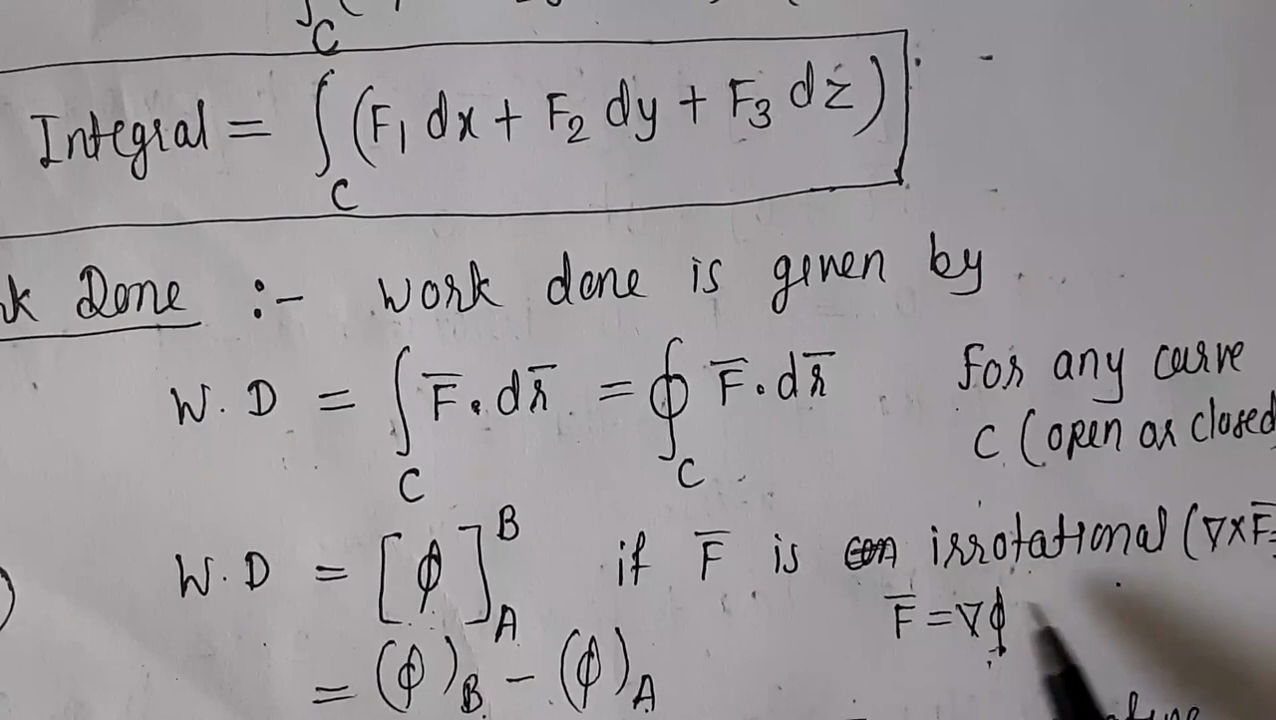 ∫C (
Integral = ∫C (F₁ dx + F₂ dy + F₃ dz)
k Done :- work done is given by
W. D = ∫C F̅ . dr̅ = ∮C F̅ . dr̅ For any curve
C (open or closed
W. D = [ϕ]ᴮA if F̅ is irrotational (∇×F̅ =
F̅ = ∇ϕ
= (ϕ)B - (ϕ)A